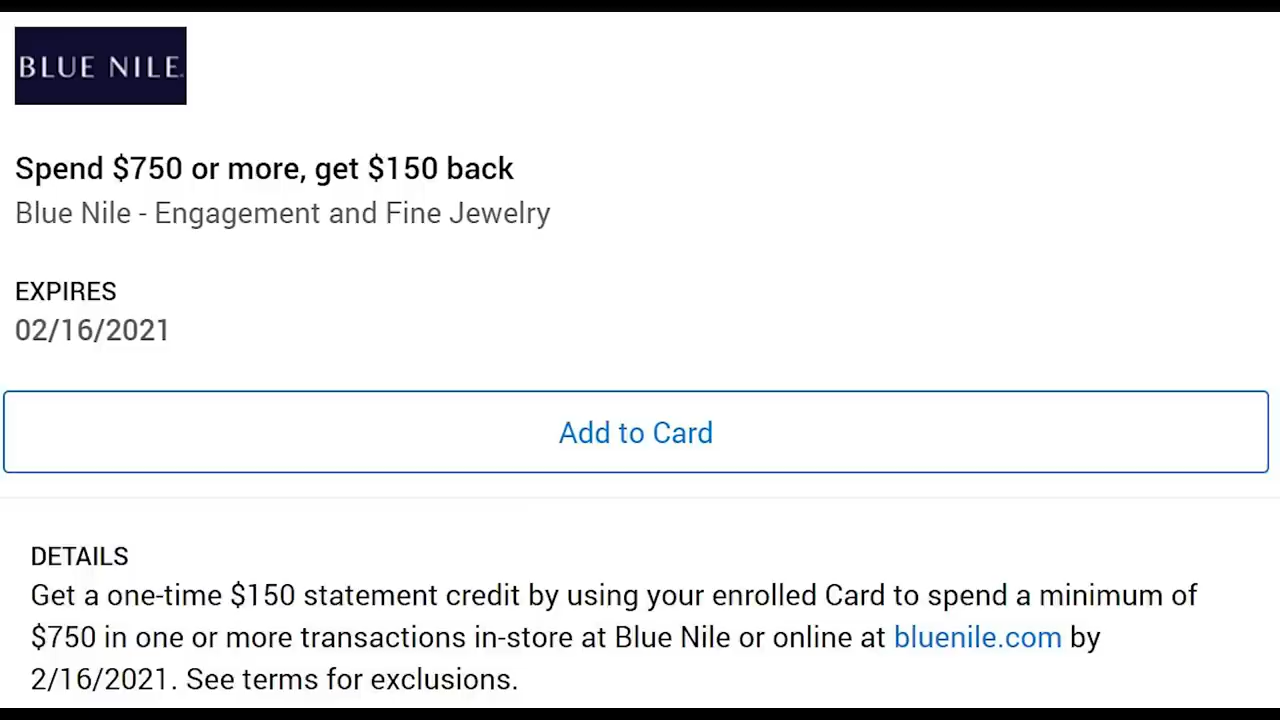 BLUE NILE.
Spend $750 or more, get $150 back
Blue Nile - Engagement and Fine Jewelry
EXPIRES
02/16/2021
Add to Card
DETAILS
Get a one-time $150 statement credit by using your enrolled Card to spend a minimum of
$750 in one or more transactions in-store at Blue Nile or online at bluenile.com by
2/16/2021. See terms for exclusions.